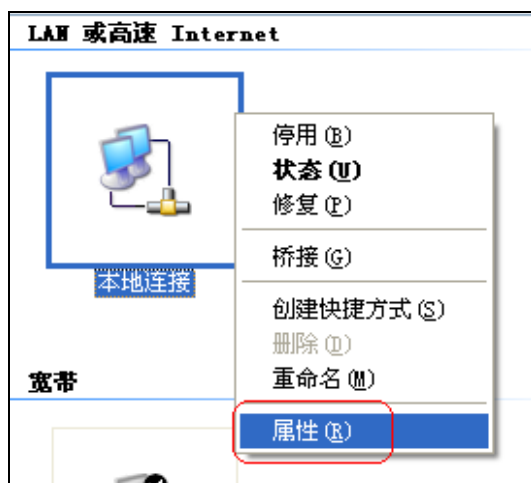 LAN 或高速 Internet
停用(B)
状态(U)
修复(P)
桥接(G)
本地连接
创建快捷方式(S)
删除(D)
重命名(M)
宽带
属性(R)